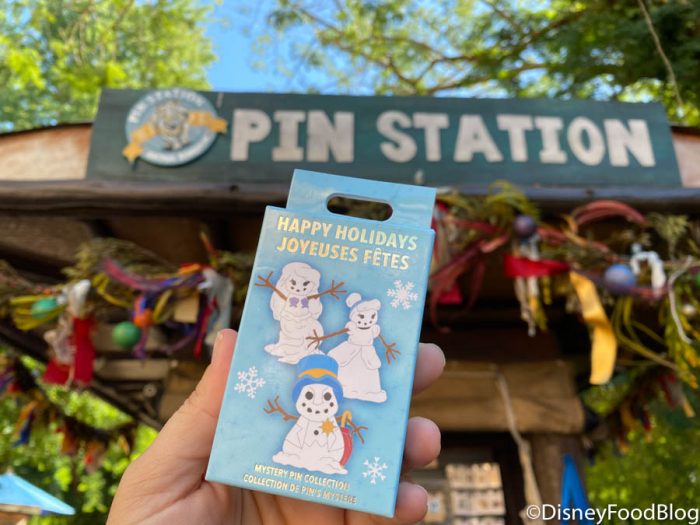 PIN STATION
HAPPY HOLIDAYS
JOYEUSES FÊTES
MYSTERY PIN COLLECTION
COLLECTION DE PIN'S MYSTÈRE
©DisneyFoodBlog